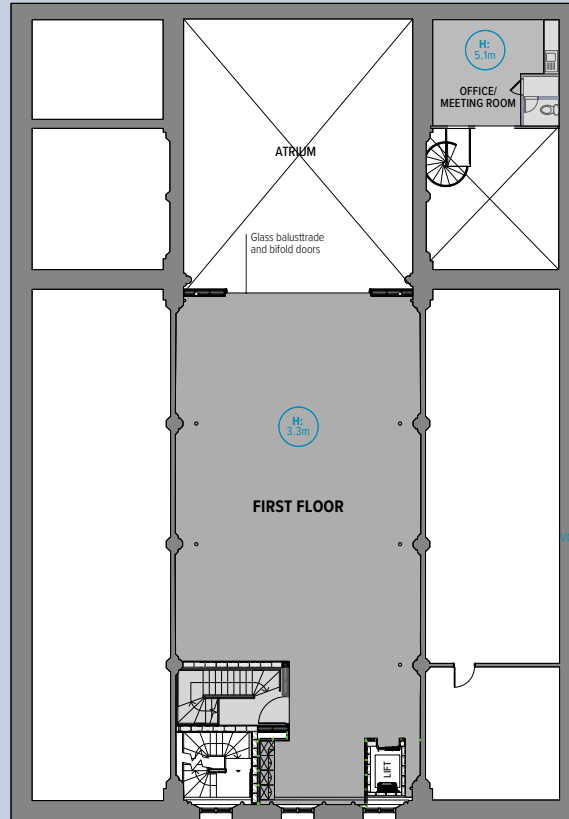 H:
5.1m
OFFICE/
MEETING ROOM
ATRIUM
Glass balusttrade
and bifold doors
H:
3.3m
FIRST FLOOR
LIFT